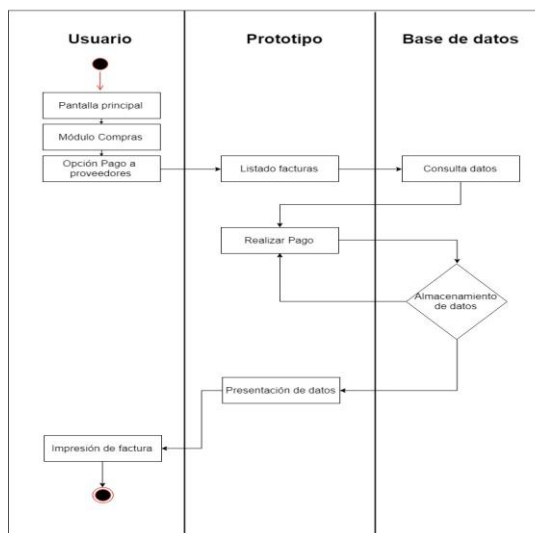 Usuario
Prototipo
Base de datos
Pantalla principal
Módulo Compras
Opción Pago a
proveedores
Listado facturas
Consulta datos
Realizar Pago
Almacenamiento
de datos
Presentación de datos
Impresión de factura